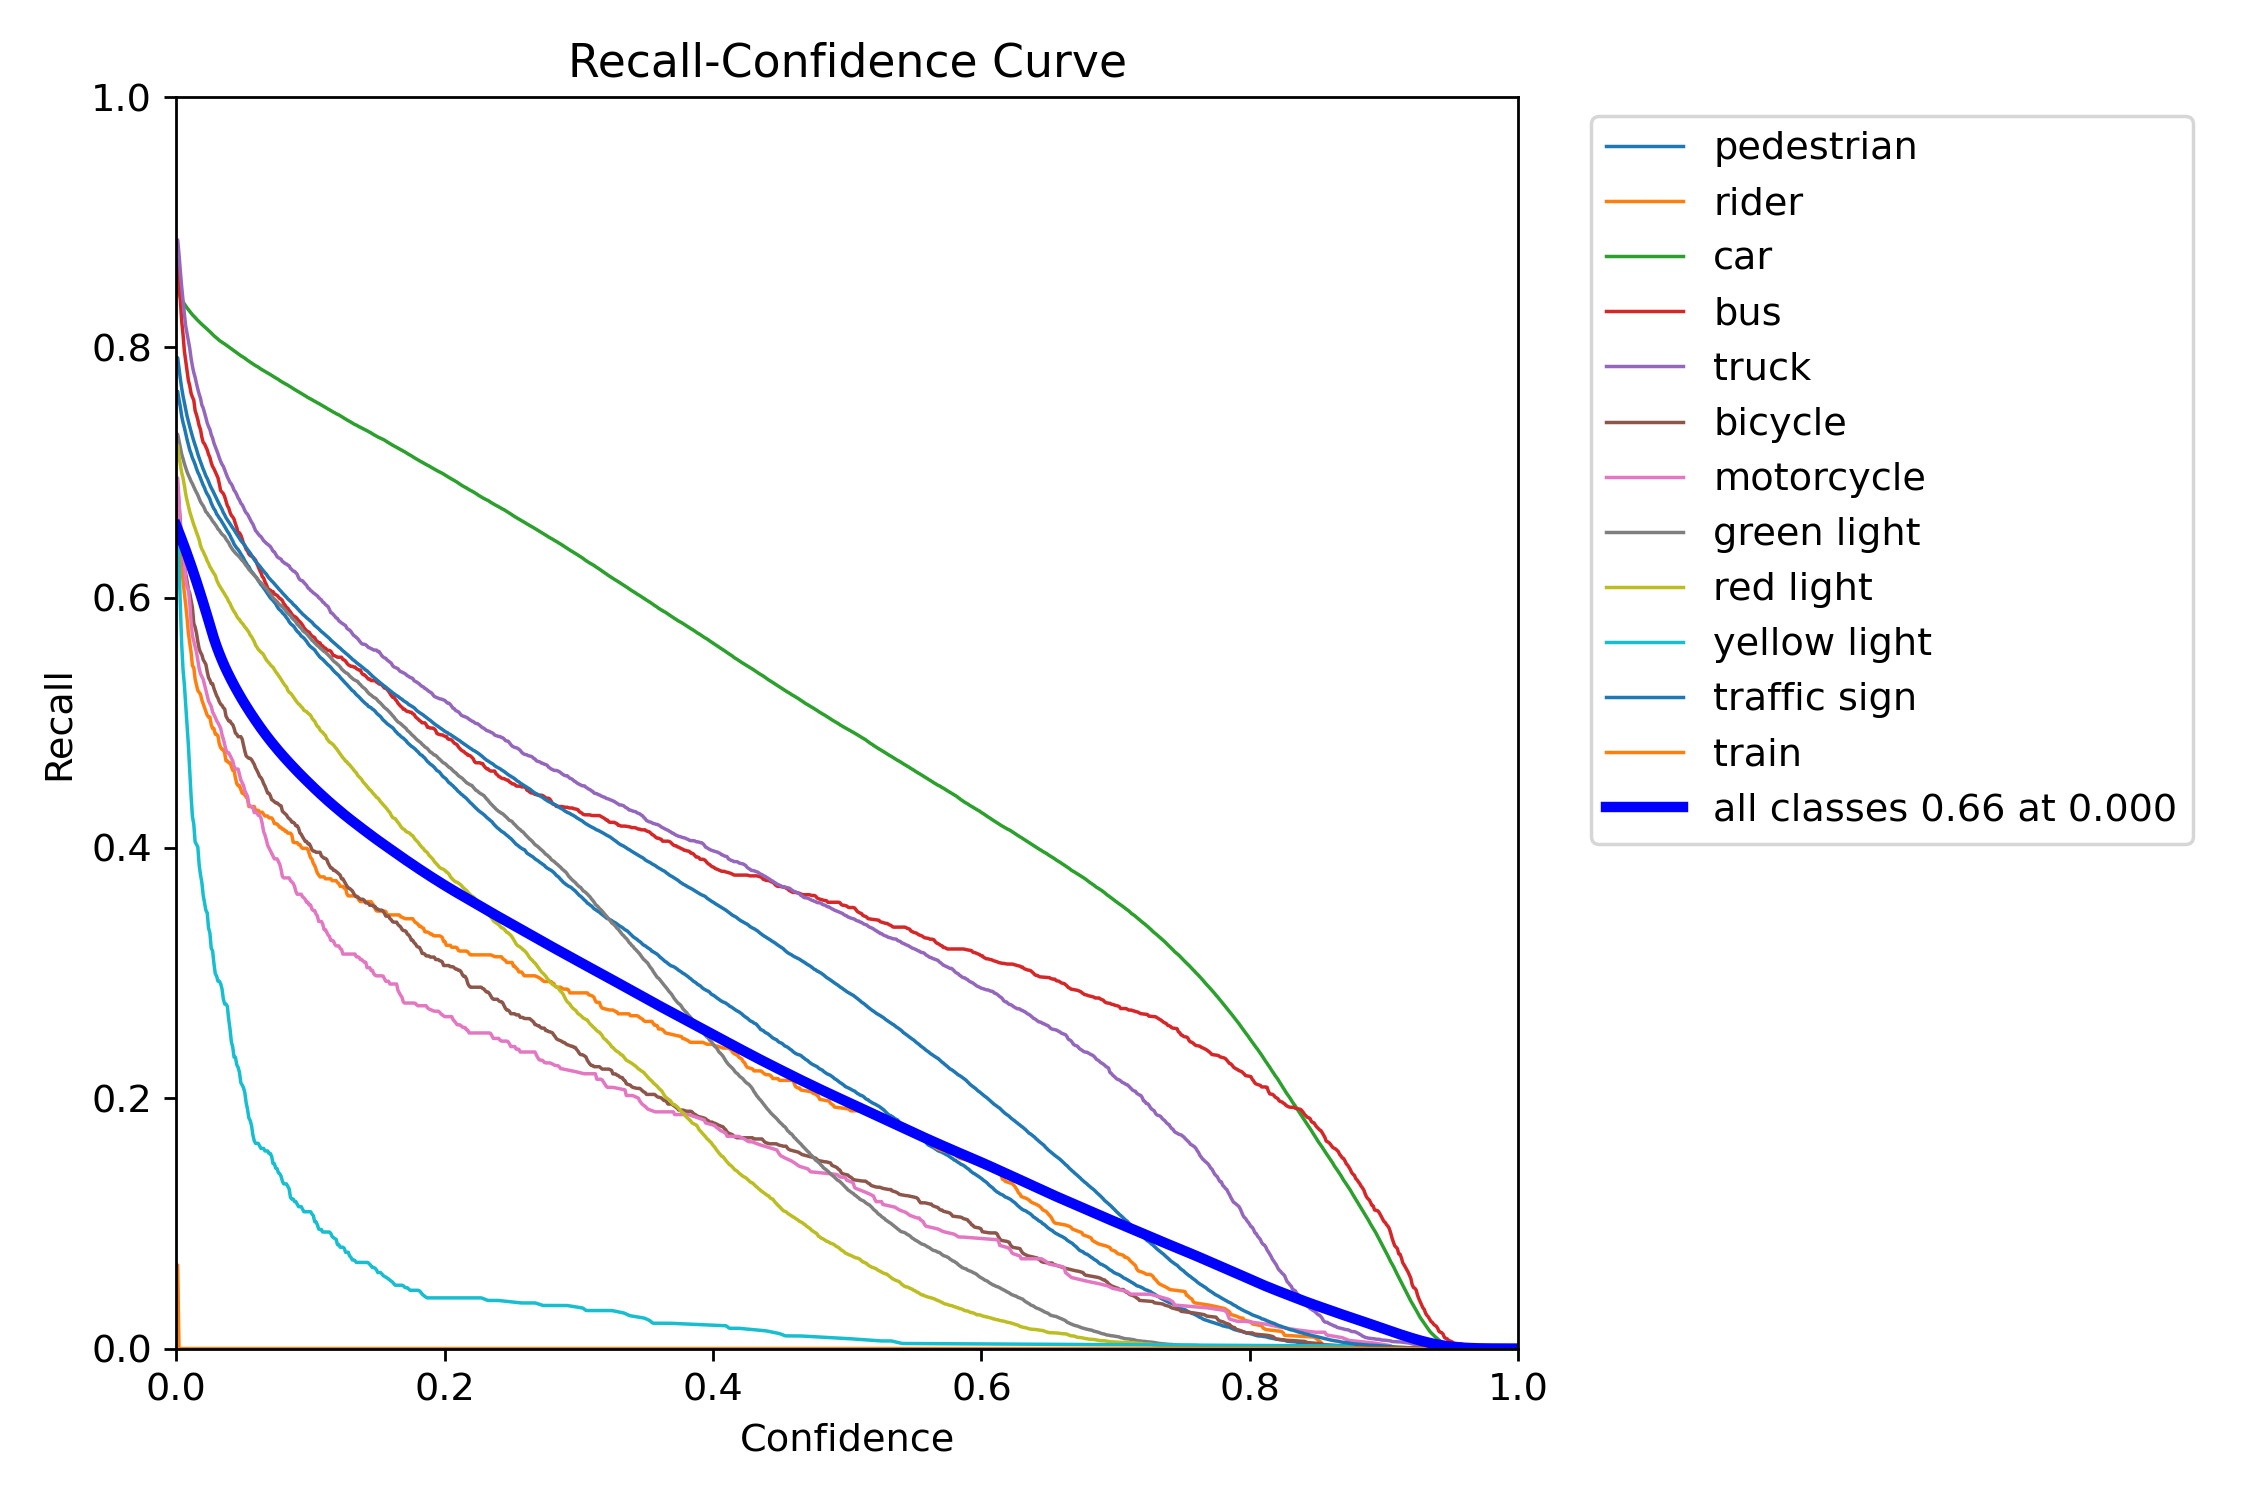 Recall-Confidence Curve
1.0
0.8
0.6
0.4
0.2
0.0
Recall
0.0 0.2 0.4 0.6 0.8 1.0
Confidence
pedestrian
rider
car
bus
truck
bicycle
motorcycle
green light
red light
yellow light
traffic sign
train
all classes 0.66 at 0.000